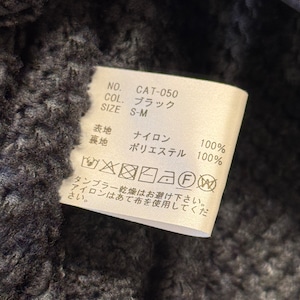 NO. CAT-050
COL. ブラック
SIZE S-M
表地 ナイロン 100%
裏地 ポリエステル 100%
F W
タンブラー乾燥はお避け下さい。
アイロンはあて布を使用してくだ
さい。